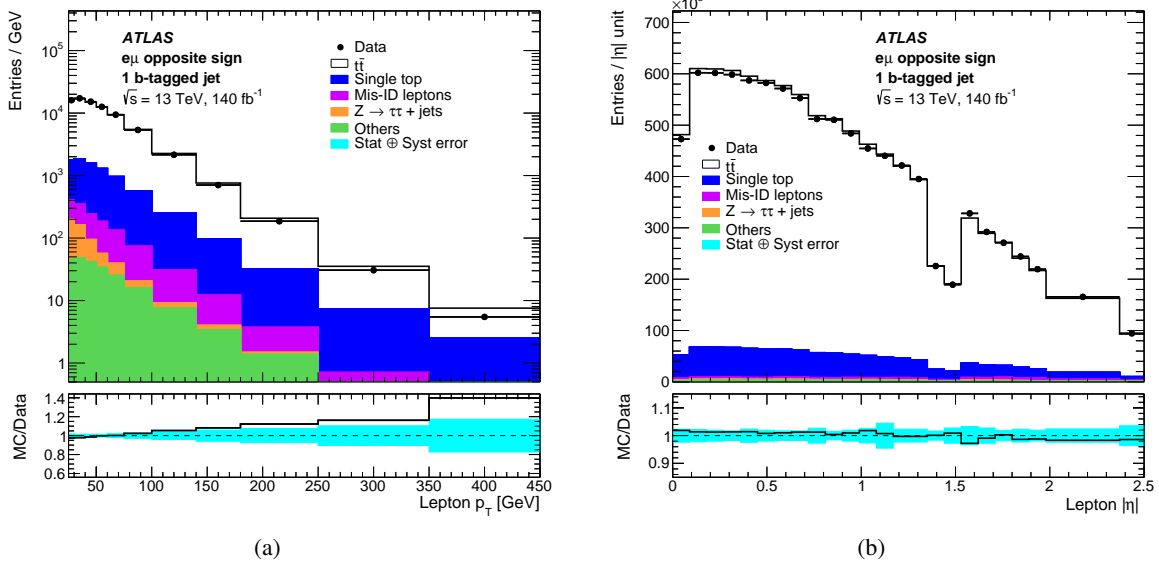 Entries / GeV
10^5
10^4
10^3
10^2
10
1
ATLAS
eμ opposite sign
1 b-tagged jet
√s = 13 TeV, 140 fb^-1
Data
tt̄
Single top
Mis-ID leptons
Z → ττ + jets
Others
Stat ⊕ Syst error
MC/Data
1.4
1.2
1
0.8
0.6
50 100 150 200 250 300 350 400 450
Lepton p_T [GeV]
(a)
Entries / |η| unit
700
600
500
400
300
200
100
0
ATLAS
eμ opposite sign
1 b-tagged jet
√s = 13 TeV, 140 fb^-1
Data
tt̄
Single top
Mis-ID leptons
Z → ττ + jets
Others
Stat ⊕ Syst error
MC/Data
1.1
1
0.9
0 0.5 1 1.5 2 2.5
Lepton |η|
(b)